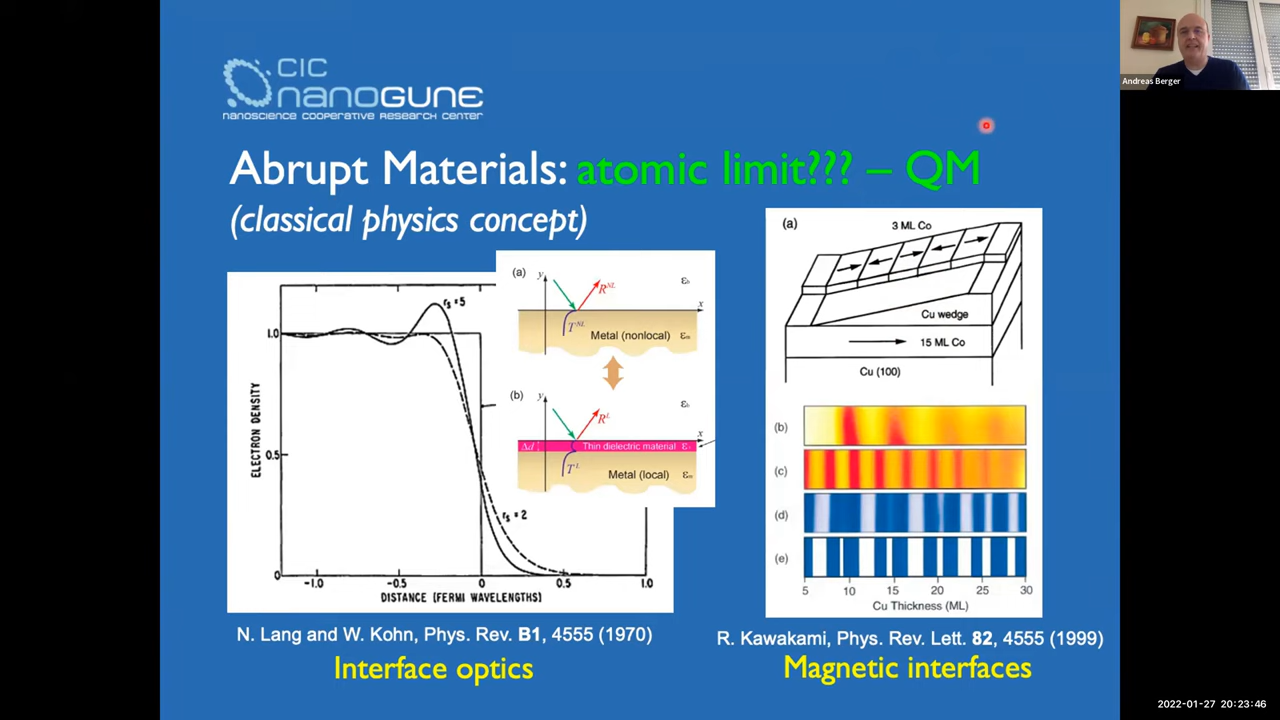 CIC
nanoGUNE
NANOSCIENCE COOPERATIVE RESEARCH CENTER
Andreas Berger
Abrupt Materials: atomic limit??? – QM
(classical physics concept)
ELECTRON DENSITY
1.0
0.5
0
rs = 5
rs = 2
-1.0
-0.5
0
0.5
1.0
DISTANCE (FERMI WAVELENGTHS)
(a)
y
R^NL
εb
x
T^NL
Metal (nonlocal)
(b)
y
R^L
εb
x
Δd
Thin dielectric material
T^L
Metal (local)
N. Lang and W. Kohn, Phys. Rev. B1, 4555 (1970)
Interface optics
(a)
3 ML Co
Cu wedge
15 ML Co
Cu (100)
(b)
(c)
(d)
(e)
5 10 15 20 25 30
Cu Thickness (ML)
R. Kawakami, Phys. Rev. Lett. 82, 4555 (1999)
Magnetic interfaces
2022-01-27 20:23:46